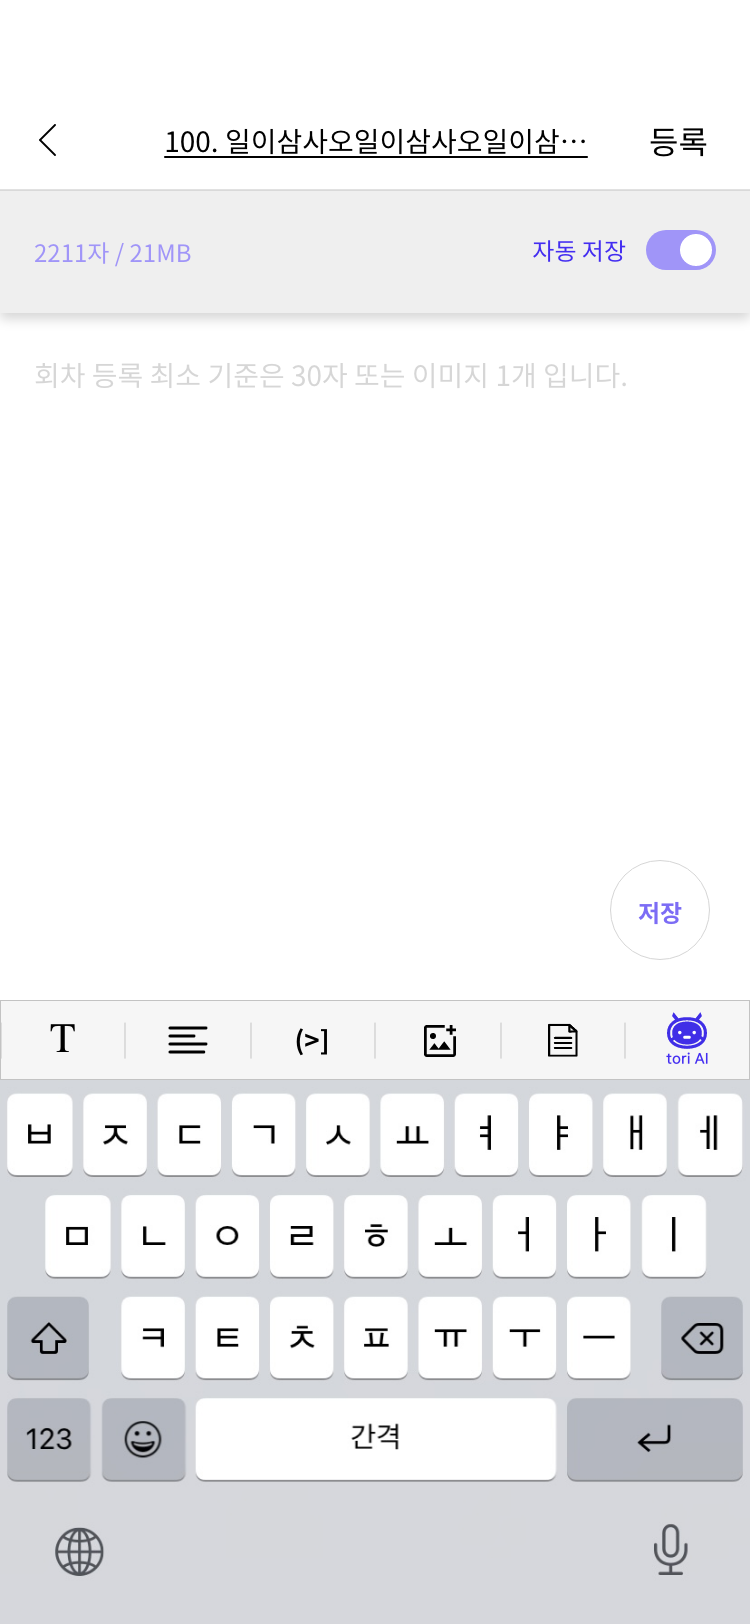 100. 일이삼사오일이삼사오일이삼…
등록
2211자 / 21MB
자동 저장
회차 등록 최소 기준은 30자 또는 이미지 1개 입니다.
저장
T
(>]
tori AI
ㅂ ㅈ ㄷ ㄱ ㅅ ㅛ ㅕ ㅑ ㅐ ㅔ
ㅁ ㄴ ㅇ ㄹ ㅎ ㅗ ㅓ ㅏ ㅣ
ㅋ ㅌ ㅊ ㅍ ㅠ ㅜ ㅡ
123 간격